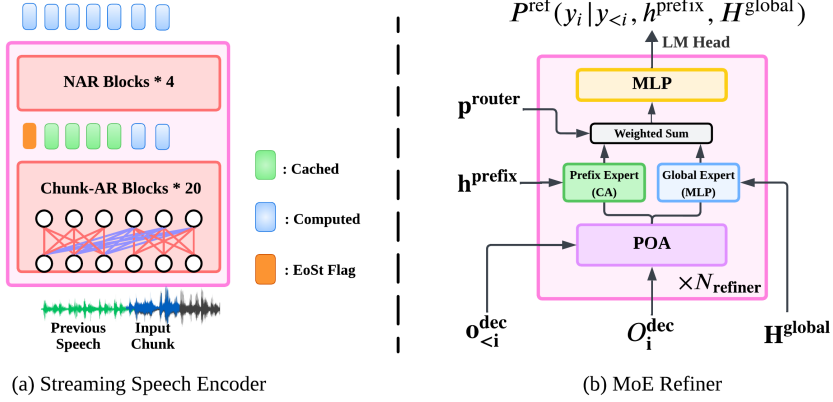 NAR Blocks * 4
Chunk-AR Blocks * 20
Previous
Speech
Input
Chunk
: Cached
: Computed
: EoSt Flag
(a) Streaming Speech Encoder
P^ref(y_i|y_<i, h^prefix, H^global)
LM Head
MLP
p^router
Weighted Sum
h^prefix
Prefix Expert
(CA)
Global Expert
(MLP)
POA
×N_refiner
o^dec_<i
O^dec_i
H^global
(b) MoE Refiner